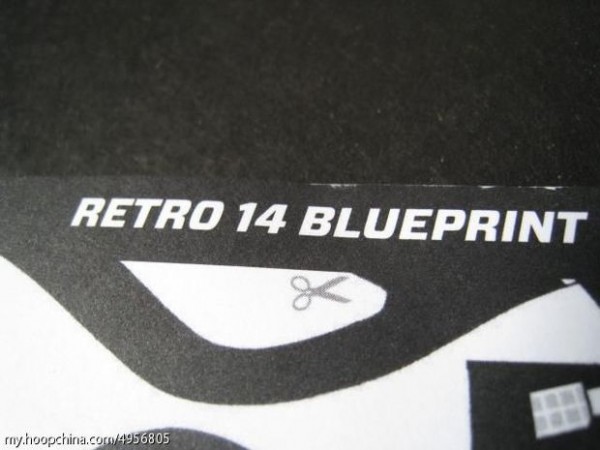 RETRO 14 BLUEPRINT
my.hoopchina.com/4956805